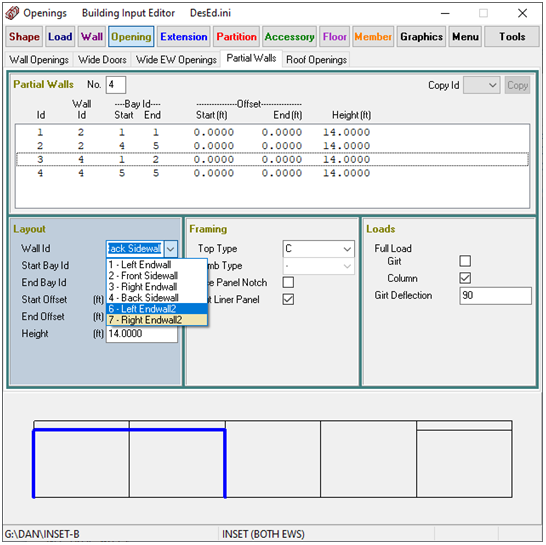 Openings Building Input Editor DesEd.ini
Shape Load Wall Opening Extension Partition Accessory Floor Member Graphics Menu Tools
Wall Openings Wide Doors Wide EW Openings Partial Walls Roof Openings
Partial Walls No. 4 Copy Id Copy
Wall ----Bay Id---- ---------------Offset---------------
Id Id Start End Start (ft) End (ft) Height (ft)
1 2 1 1 0.0000 0.0000 14.0000
2 2 4 5 0.0000 0.0000 14.0000
3 4 1 2 0.0000 0.0000 14.0000
4 4 5 5 0.0000 0.0000 14.0000
Layout
Wall Id ack Sidewal
1 - Left Endwall
2 - Front Sidewall
3 - Right Endwall
4 - Back Sidewall
6 - Left Endwall2
7 - Right Endwall2
Start Bay Id
End Bay Id
Start Offset (ft)
End Offset (ft)
Height (ft) 14.0000
Framing
Top Type C
mb Type -
e Panel Notch
t Liner Panel
Loads
Full Load
Girt
Column
Girt Deflection 90
G:\DAN\INSET-B INSET (BOTH EWS)